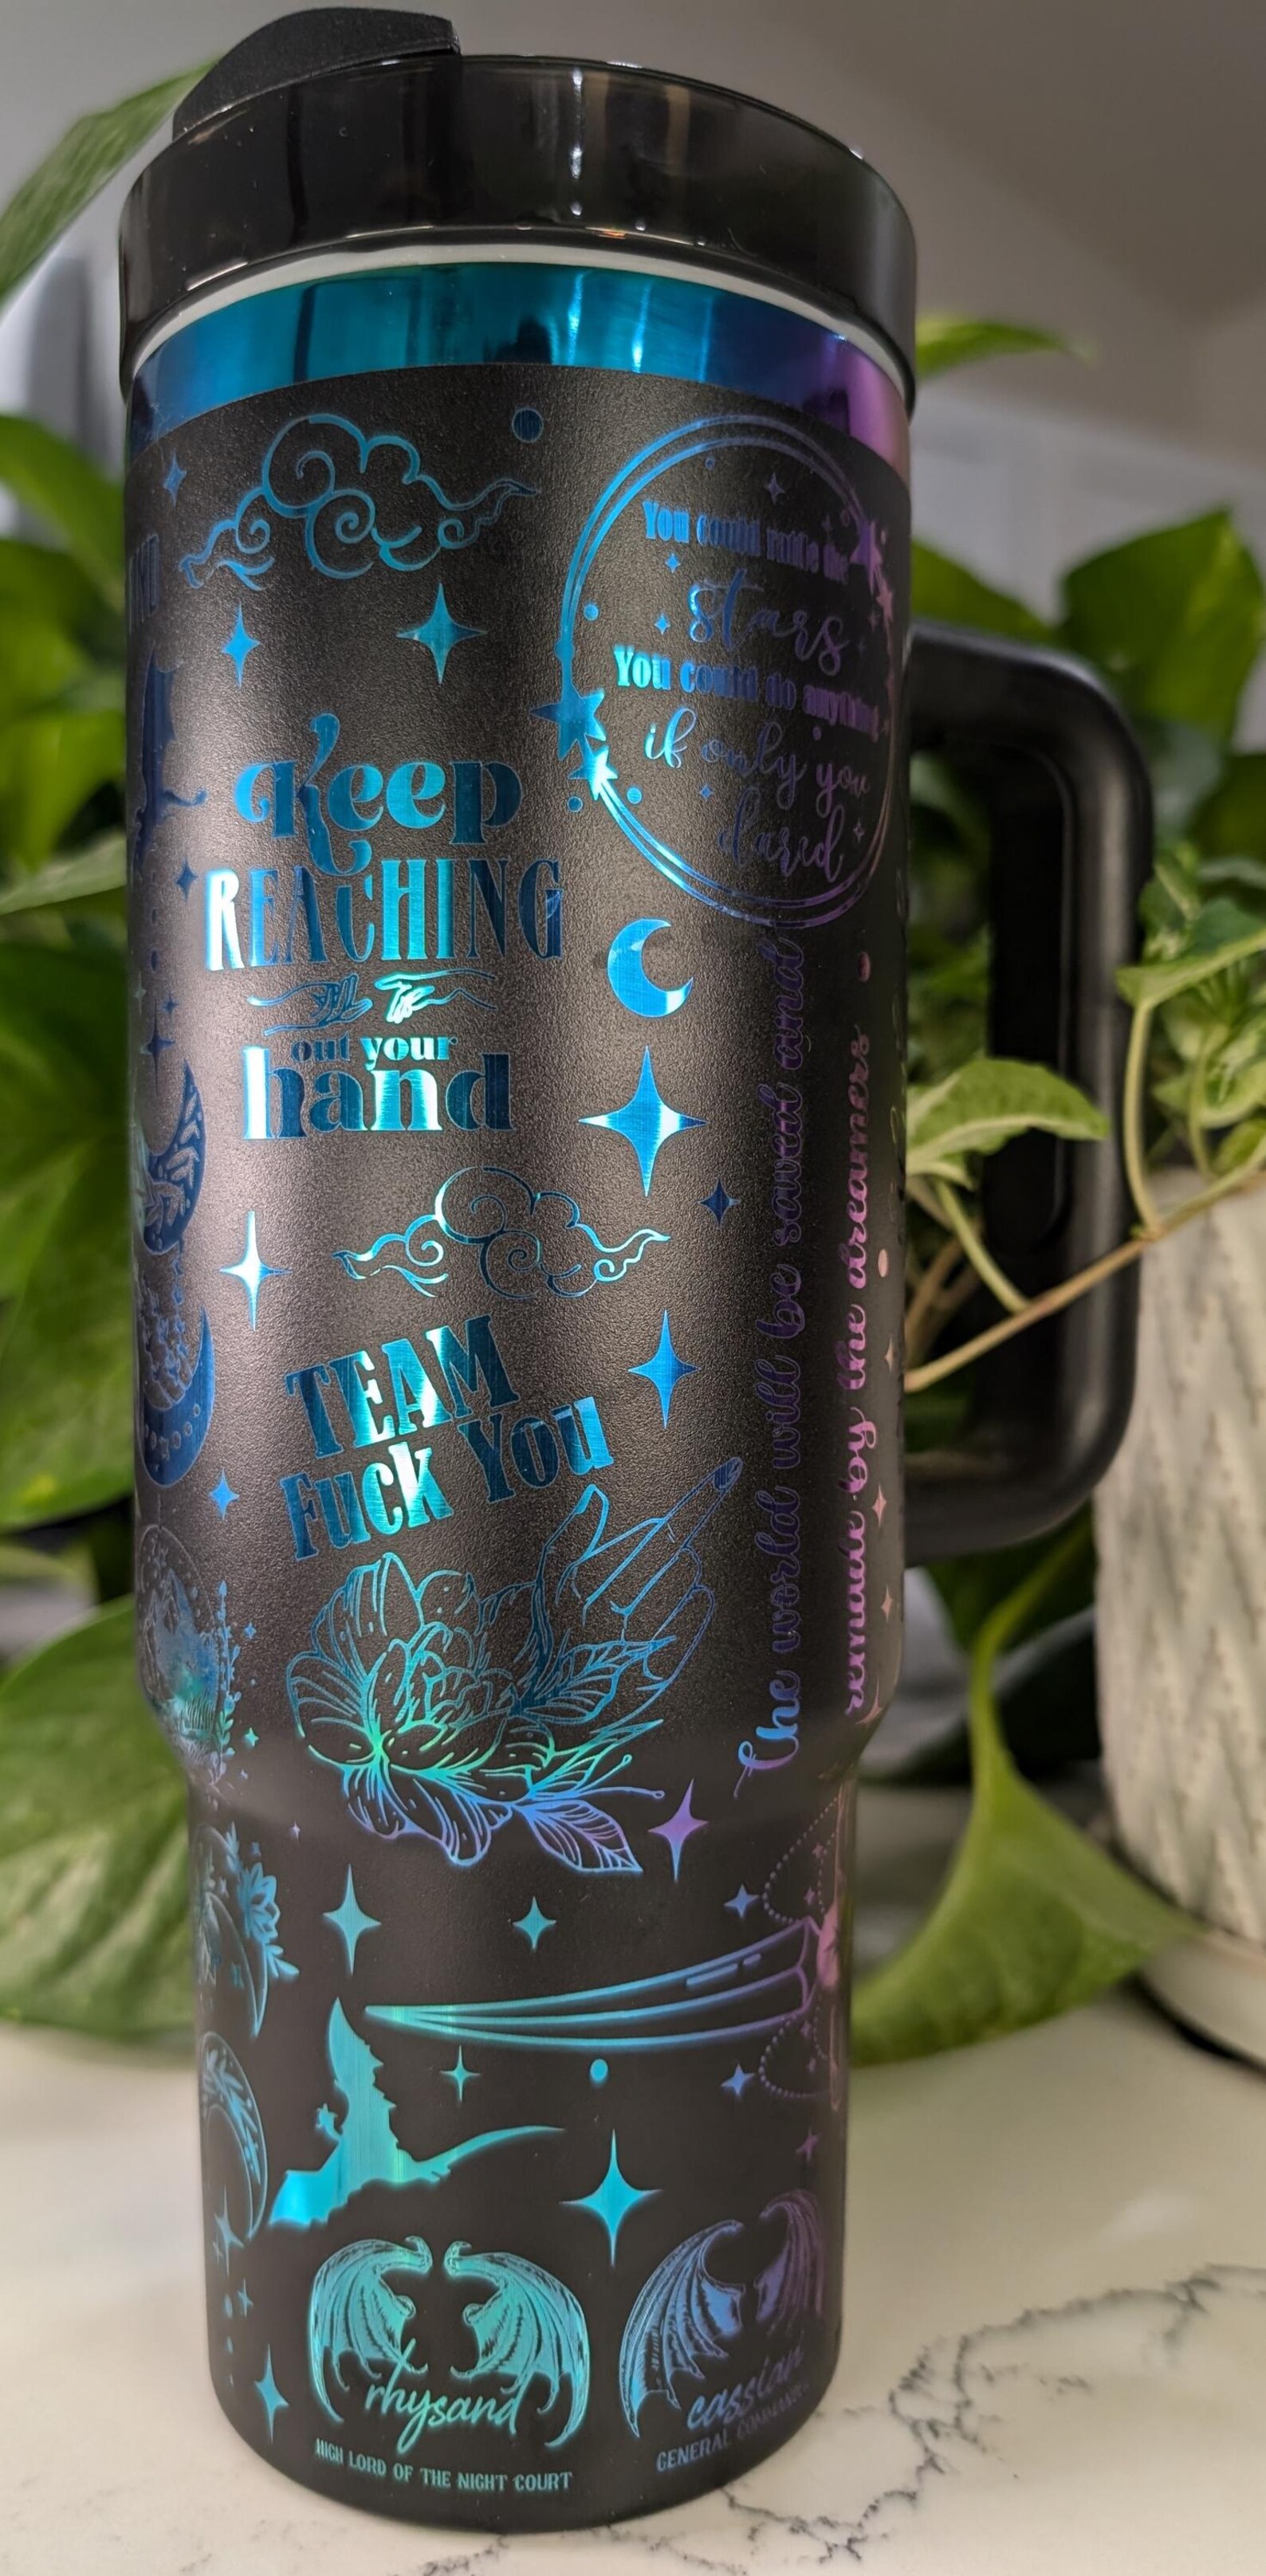 You could rattle the
stars
You could do anything
if only you
dared
Keep
REACHING
out your
hand
TEAM
Fuck You
The world will be saved and
remade by the dreamers
rhysand
HIGH LORD OF THE NIGHT COURT
cassian
GENERAL